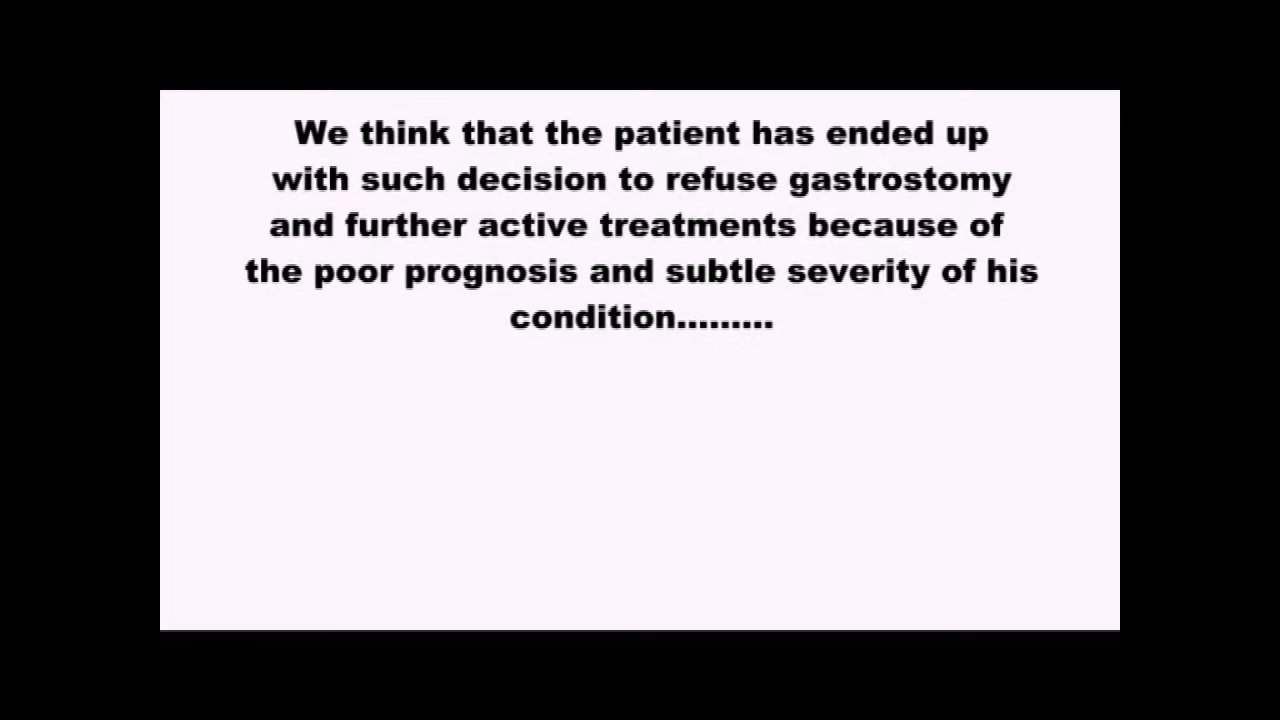 We think that the patient has ended up
with such decision to refuse gastrostomy
and further active treatments because of
the poor prognosis and subtle severity of his
condition.........